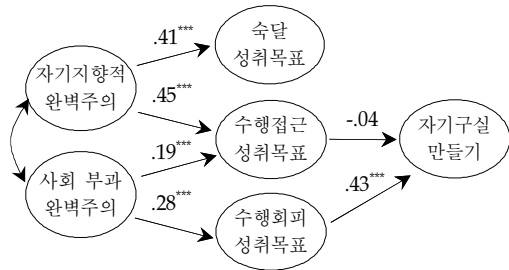 .41***
숙달
성취목표
자기지향적
완벽주의
.45***
수행접근
성취목표
-.04
자기구실
만들기
.19***
사회 부과
완벽주의
.28***
.43***
수행회피
성취목표